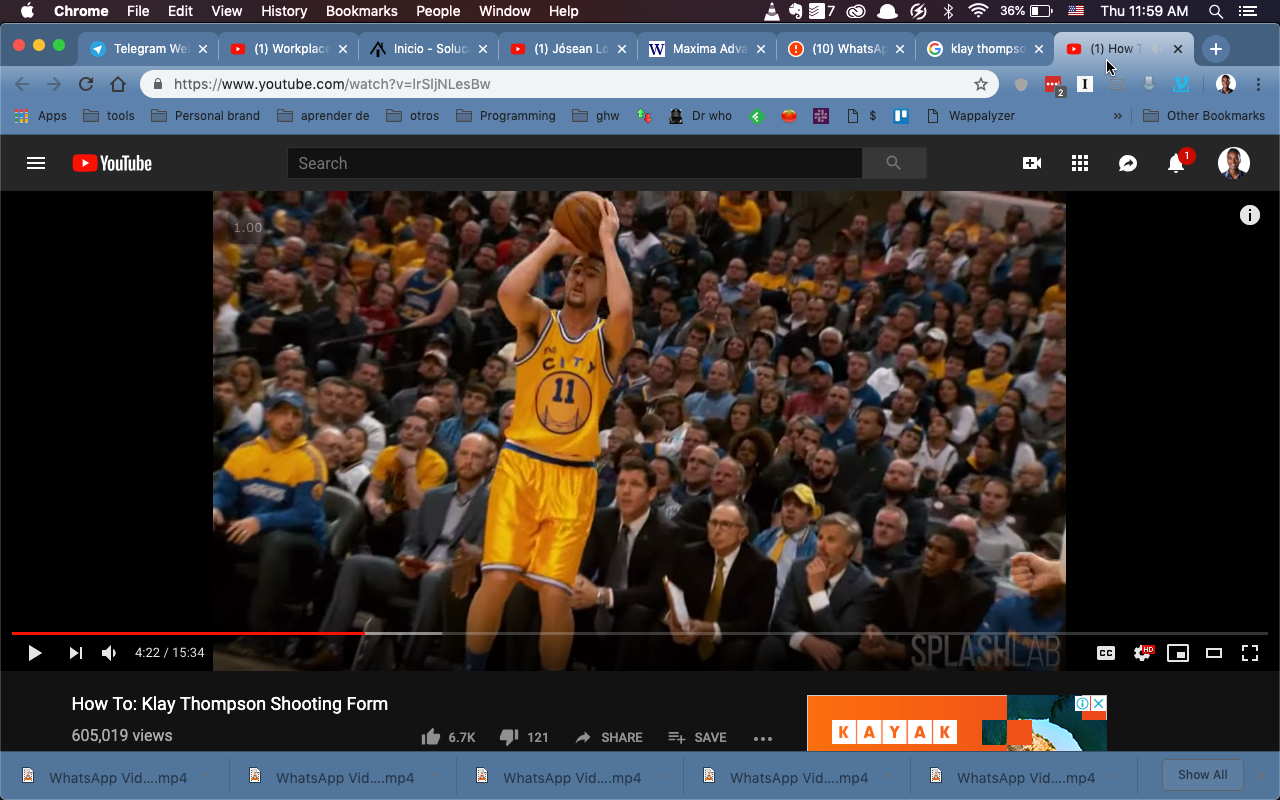 Chrome File Edit View History Bookmarks People Window Help 7 36% Thu 11:59 AM
Telegram We (1) Workplace Inicio - Soluc (1) Jósean Lo Maxima Adva (10) WhatsAp klay thompso (1) How T
https://www.youtube.com/watch?v=lrSljNLesBw 2
Apps tools Personal brand aprender de otros Programming ghw Dr who $ Wappalyzer » Other Bookmarks
YouTube Search 1
1.00
THE
CITY
11
SPLASHLAB
4:22 / 15:34 CC HD
How To: Klay Thompson Shooting Form
605,019 views 6.7K 121 SHARE SAVE
KAYAK
WhatsApp Vid....mp4 WhatsApp Vid....mp4 WhatsApp Vid....mp4 WhatsApp Vid....mp4 WhatsApp Vid....mp4 Show All